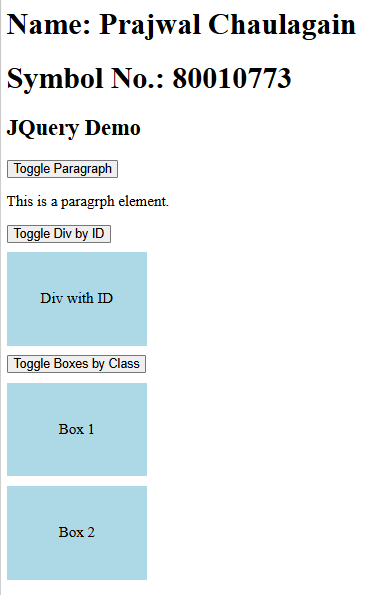 Name: Prajwal Chaulagain
Symbol No.: 80010773
JQuery Demo
Toggle Paragraph
This is a paragrph element.
Toggle Div by ID
Div with ID
Toggle Boxes by Class
Box 1
Box 2